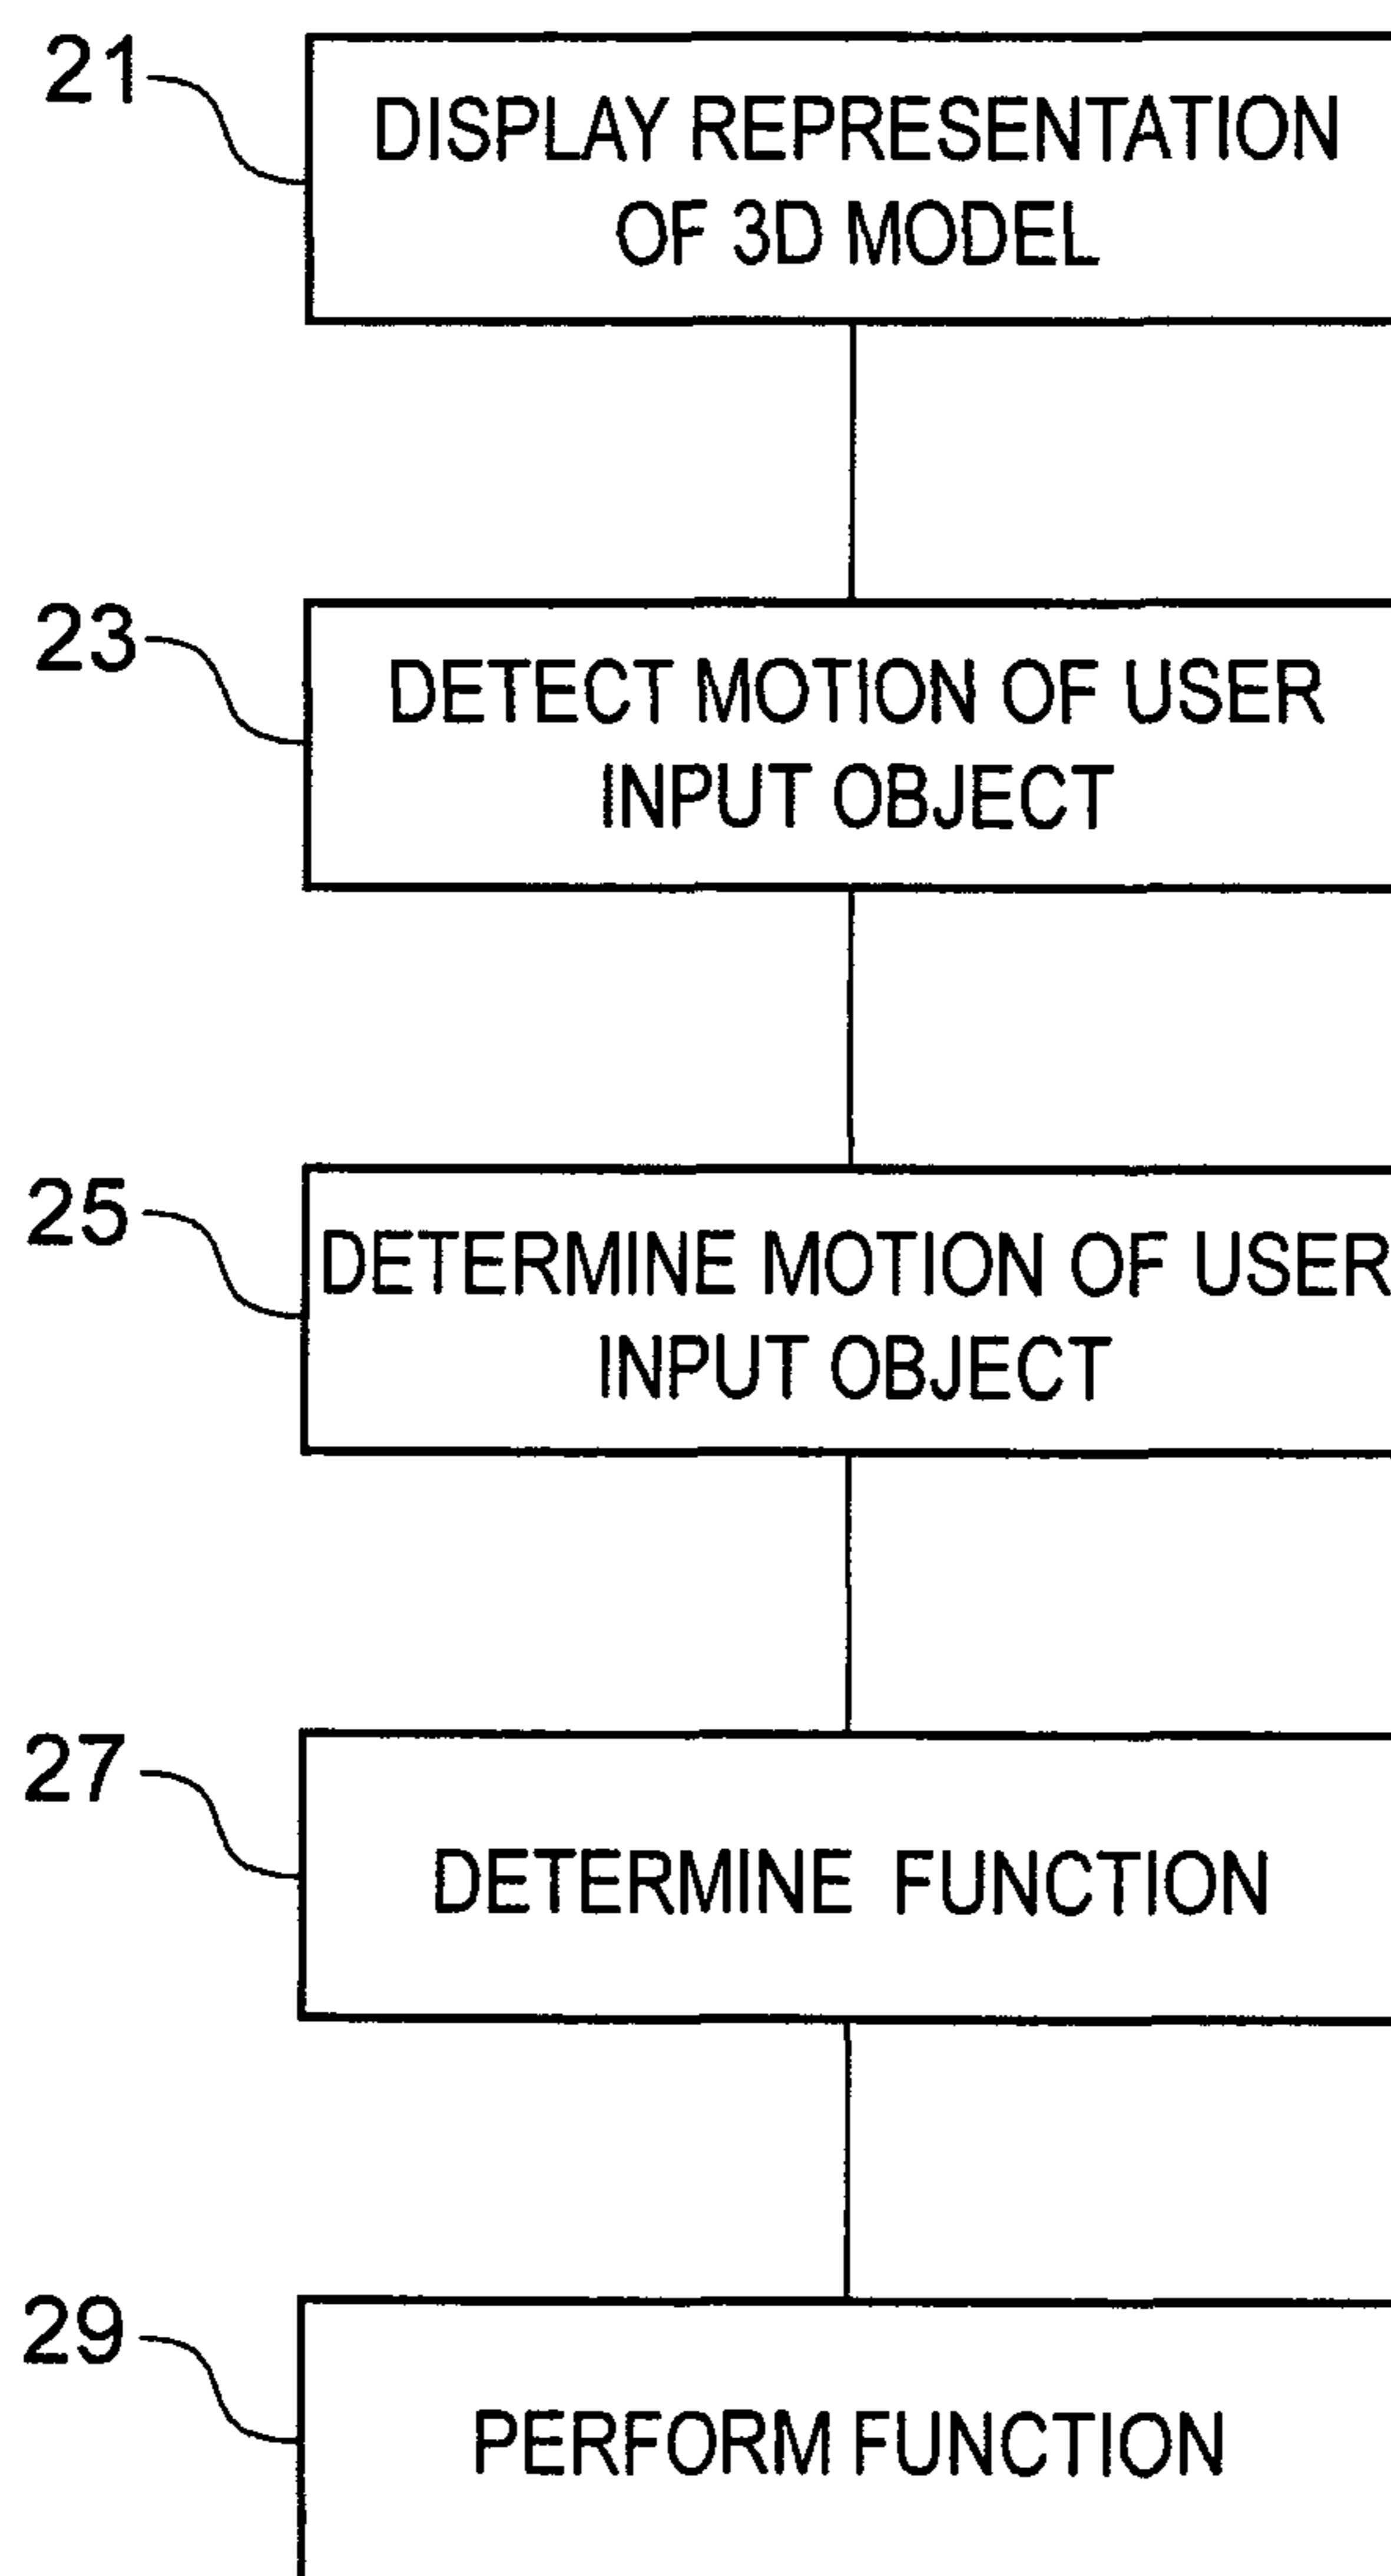 21
DISPLAY REPRESENTATION
OF 3D MODEL
23
DETECT MOTION OF USER
INPUT OBJECT
25
DETERMINE MOTION OF USER
INPUT OBJECT
27
DETERMINE FUNCTION
29
PERFORM FUNCTION